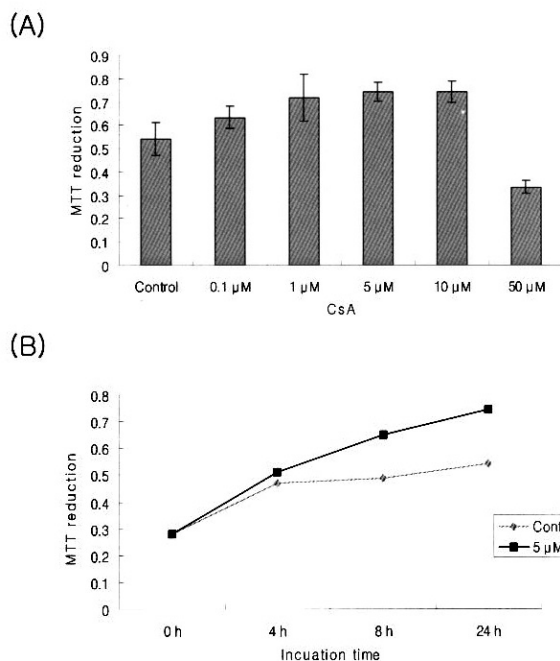 (A)
MTT reduction
0.9
0.8
0.7
0.6
0.5
0.4
0.3
0.2
0.1
0
Control 0.1 µM 1 µM 5 µM 10 µM 50 µM
CsA
(B)
MTT reduction
0.8
0.7
0.6
0.5
0.4
0.3
0.2
0.1
0
Cont
5 µM
0 h 4 h 8 h 24 h
Incuation time